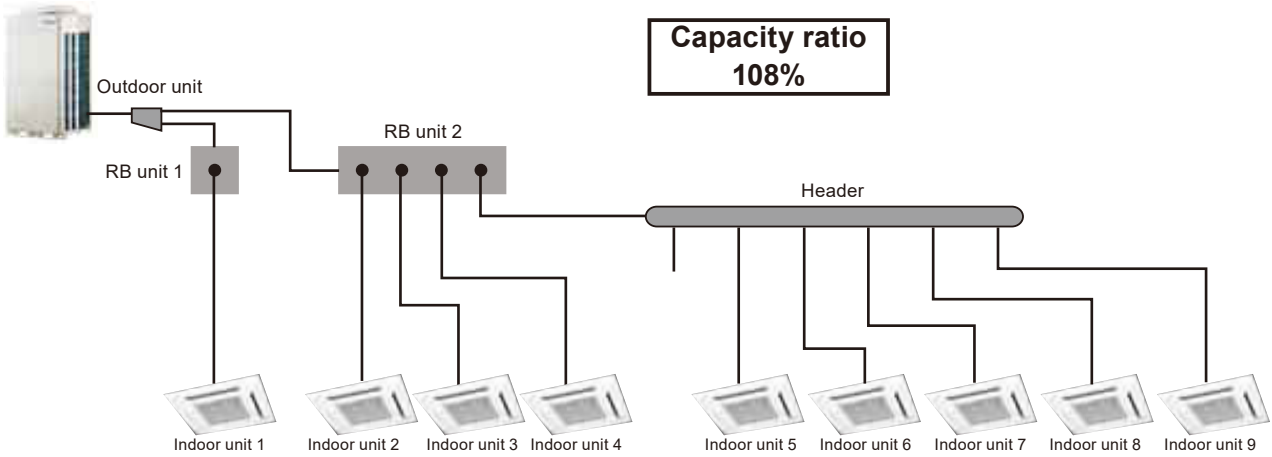 Capacity ratio
108%
Outdoor unit
RB unit 2
RB unit 1
Header
Indoor unit 1
Indoor unit 2
Indoor unit 3
Indoor unit 4
Indoor unit 5
Indoor unit 6
Indoor unit 7
Indoor unit 8
Indoor unit 9